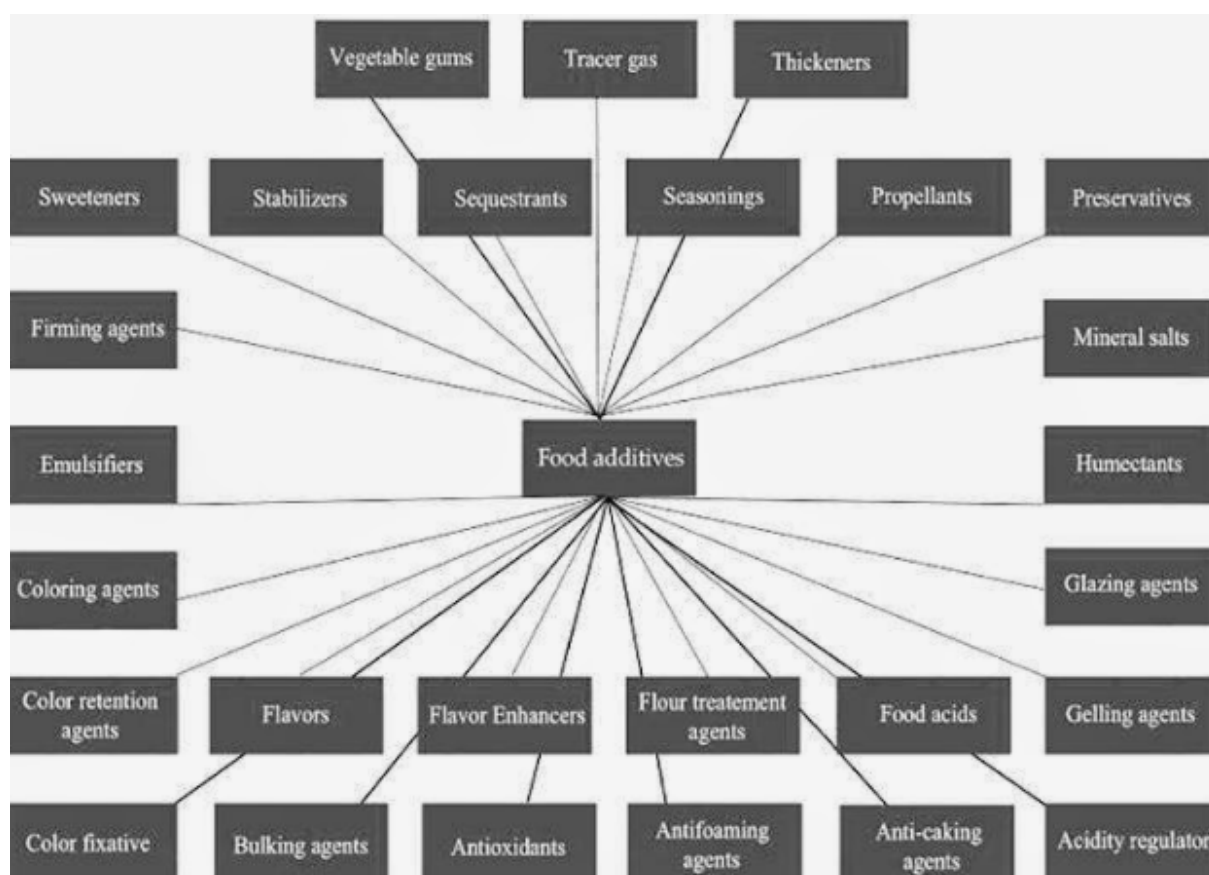 Vegetable gums
Tracer gas
Thickeners
Sweeteners
Stabilizers
Sequestrants
Seasonings
Propellants
Preservatives
Firming agents
Mineral salts
Food additives
Emulsifiers
Humectants
Coloring agents
Glazing agents
Color retention
agents
Flavors
Flavor Enhancers
Flour treatement
agents
Food acids
Gelling agents
Color fixative
Bulking agents
Antioxidants
Antifoaming
agents
Anti-caking
agents
Acidity regulator